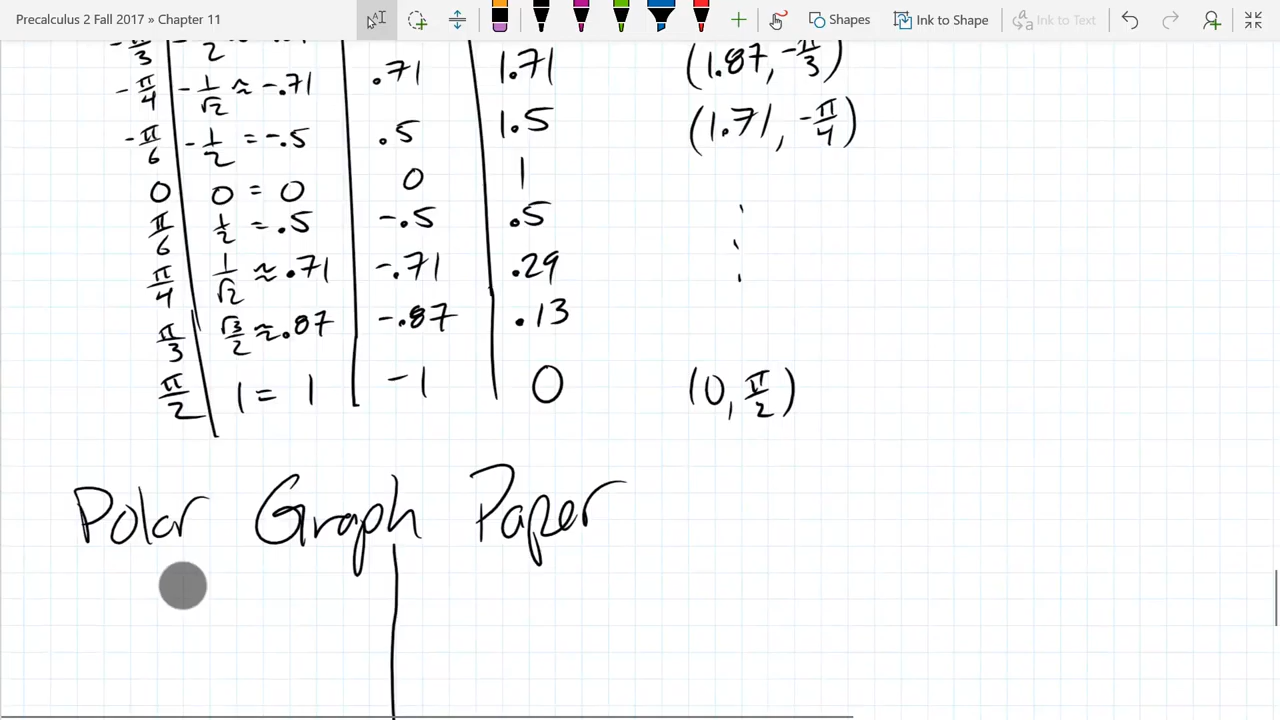 Precalculus 2 Fall 2017 » Chapter 11
Shapes Ink to Shape Ink to Text
-π/3 -
2 (1.87, -π/3)
-π/4 -1/√2 ≈ -.71 .71 1.71
-π/6 -1/2 = -.5 .5 1.5 (1.71, -π/4)
0 0 = 0 0 1
π/6 1/2 = .5 -.5 .5
π/4 1/√2 ≈ .71 -.71 .29
π/3 √3/2 ≈ .87 -.87 .13
π/2 1 = 1 -1 0 (0, π/2)
Polar Graph Paper